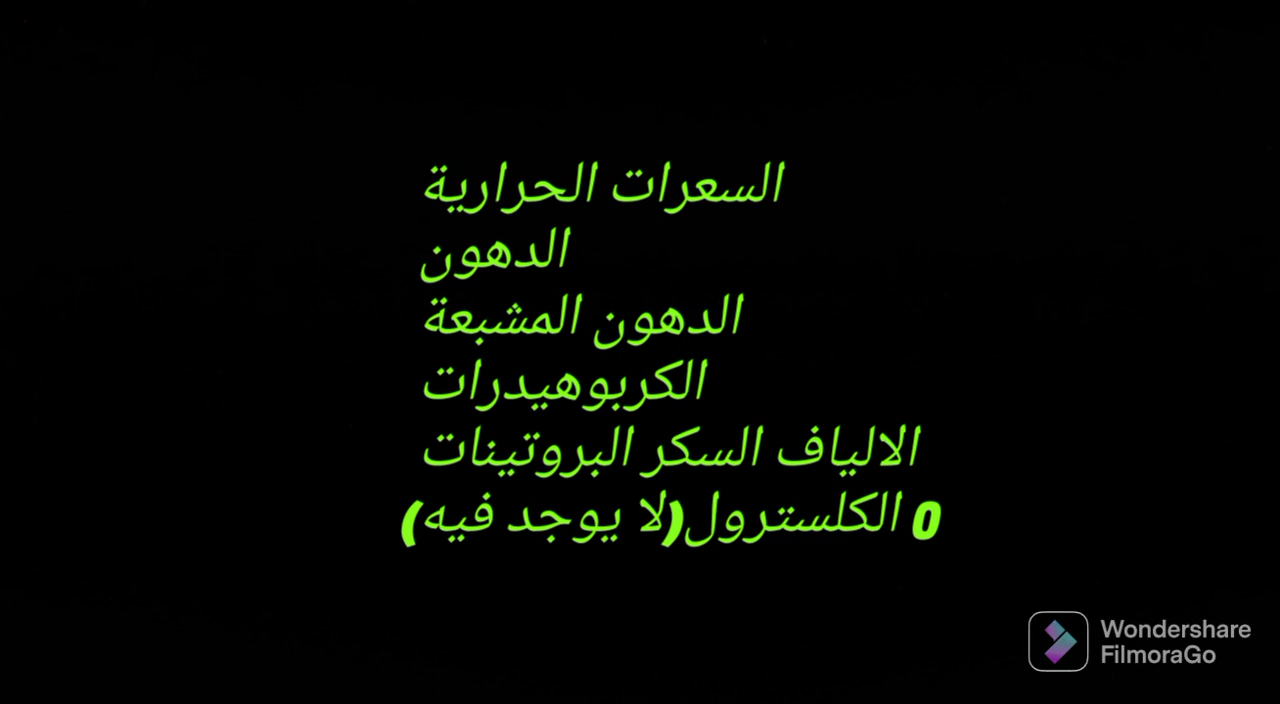 السعرات الحرارية
الدهون
الدهون المشبعة
الكربوهيدرات
الالياف السكر البروتينات
0 الكلسترول(لا يوجد فيه)
Wondershare
FilmoraGo